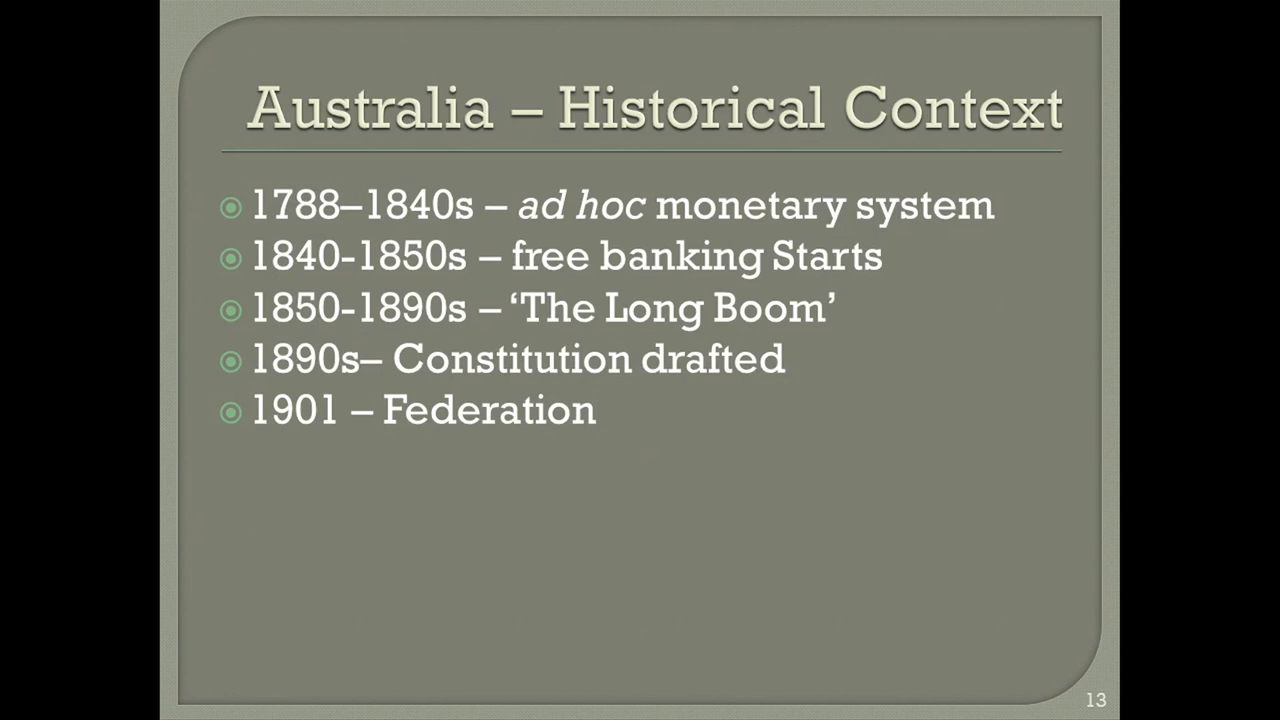 Australia – Historical Context
1788–1840s – ad hoc monetary system
1840-1850s – free banking Starts
1850-1890s – ‘The Long Boom’
1890s– Constitution drafted
1901 – Federation
13